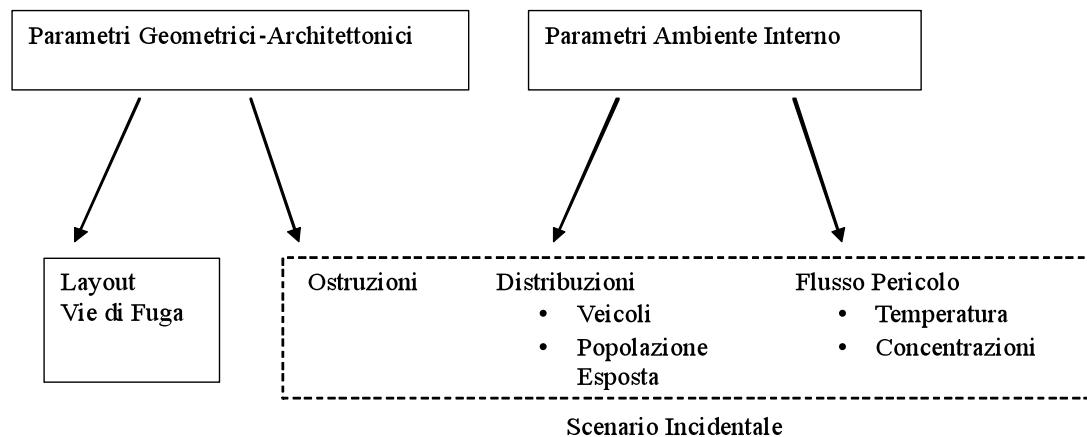 Parametri Geometrici-Architettonici
Parametri Ambiente Interno
Layout
Vie di Fuga
Ostruzioni
Distribuzioni
• Veicoli
• Popolazione
Esposta
Flusso Pericolo
• Temperatura
• Concentrazioni
Scenario Incidentale